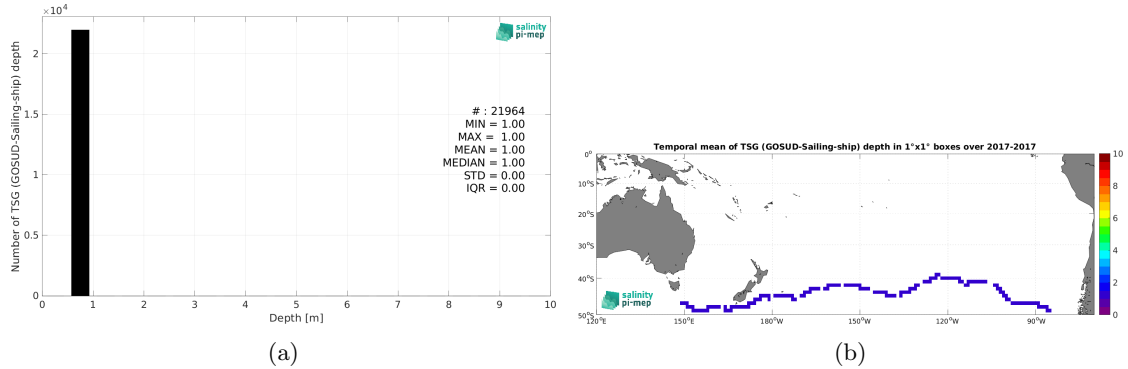 ×10⁴
2
1.5
1
0.5
0
Number of TSG (GOSUD-Sailing-ship) depth
salinity
pi-mep
# : 21964
MIN = 1.00
MAX = 1.00
MEAN = 1.00
MEDIAN = 1.00
STD = 0.00
IQR = 0.00
0 1 2 3 4 5 6 7 8 9 10
Depth [m]
(a)
Temporal mean of TSG (GOSUD-Sailing-ship) depth in 1°x1° boxes over 2017-2017
0°
10°S
20°S
30°S
40°S
50°S
salinity
pi-mep
120°E 150°E 180°W 150°W 120°W 90°W
10
8
6
4
2
0
(b)